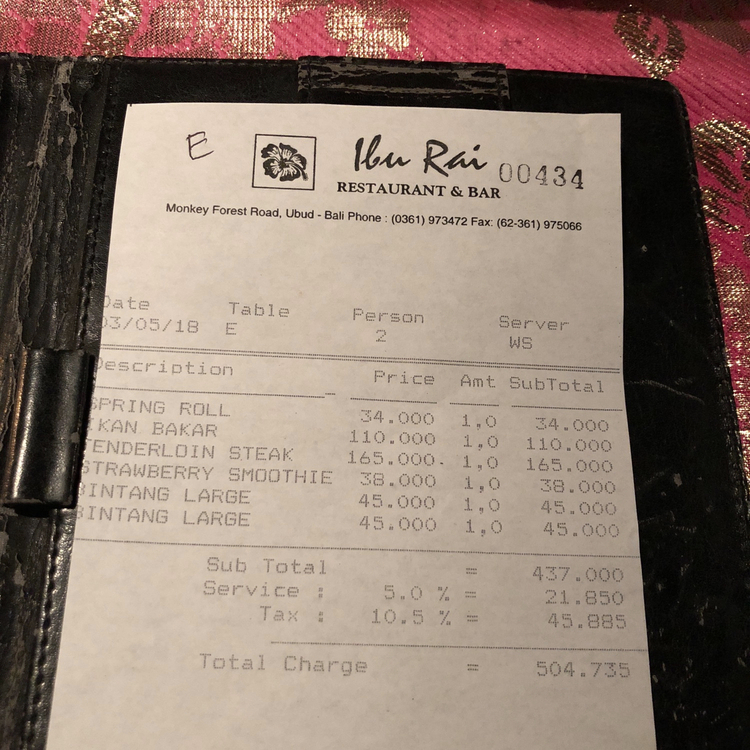 E
Ibu Rai 00434
RESTAURANT & BAR
Monkey Forest Road, Ubud - Bali Phone : (0361) 973472 Fax: (62-361) 975066
Date Table Person Server
03/05/18 E 2 WS
Description Price Amt SubTotal
SPRING ROLL 34.000 1,0 34.000
IKAN BAKAR 110.000 1,0 110.000
TENDERLOIN STEAK 165.000. 1,0 165.000
STRAWBERRY SMOOTHIE 38.000 1,0 38.000
BINTANG LARGE 45.000 1,0 45.000
BINTANG LARGE 45.000 1,0 45.000
Sub Total = 437.000
Service : 5.0 % = 21.850
Tax : 10.5 % = 45.885
Total Charge = 504.735